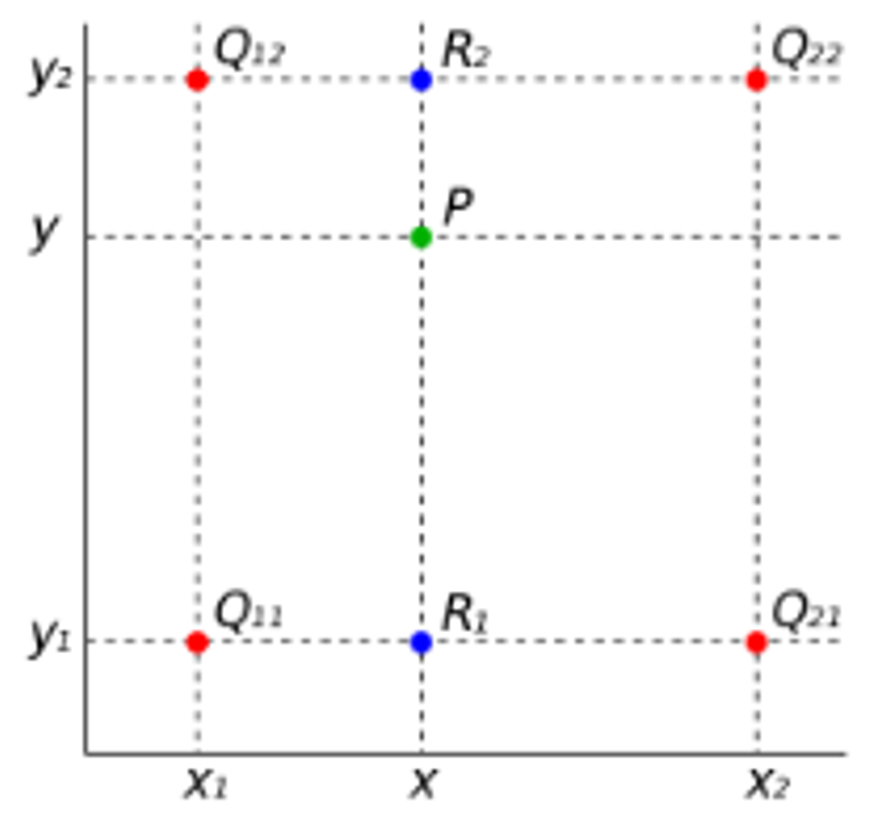 y₂ Q₁₂ R₂ Q₂₂
y P
y₁ Q₁₁ R₁ Q₂₁
x₁ x x₂